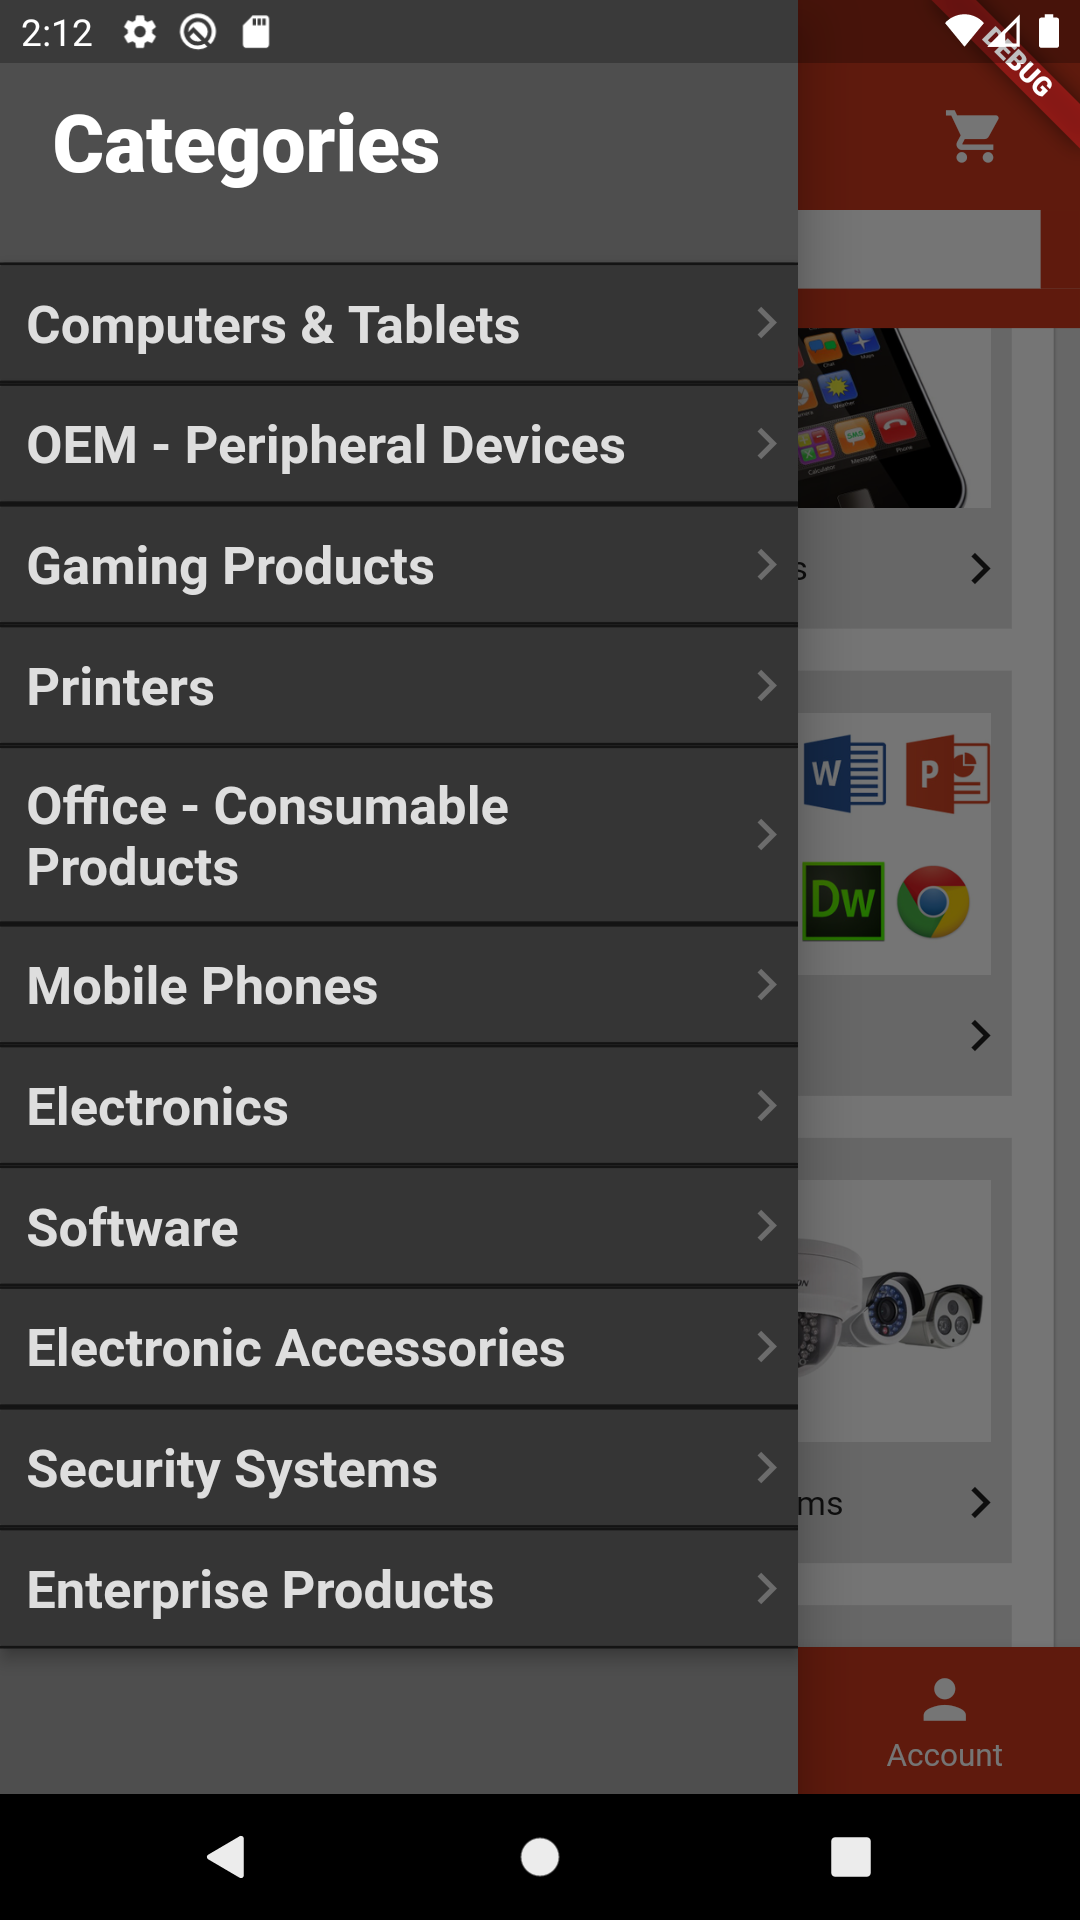 2:12
DEBUG
Categories
Computers & Tablets
OEM - Peripheral Devices
Gaming Products
s
Printers
W
P
Office - Consumable
Products
Dw
Mobile Phones
Electronics
Software
Electronic Accessories
Security Systems
ms
Enterprise Products
Account